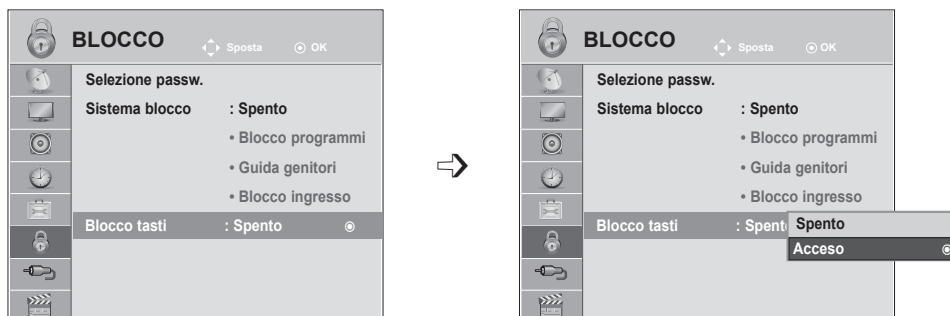 BLOCCO Sposta OK
Selezione passw.
Sistema blocco : Spento
• Blocco programmi
• Guida genitori
• Blocco ingresso
Blocco tasti : Spento
BLOCCO Sposta OK
Selezione passw.
Sistema blocco : Spento
• Blocco programmi
• Guida genitori
• Blocco ingresso
Blocco tasti : Spent
Spento
Acceso